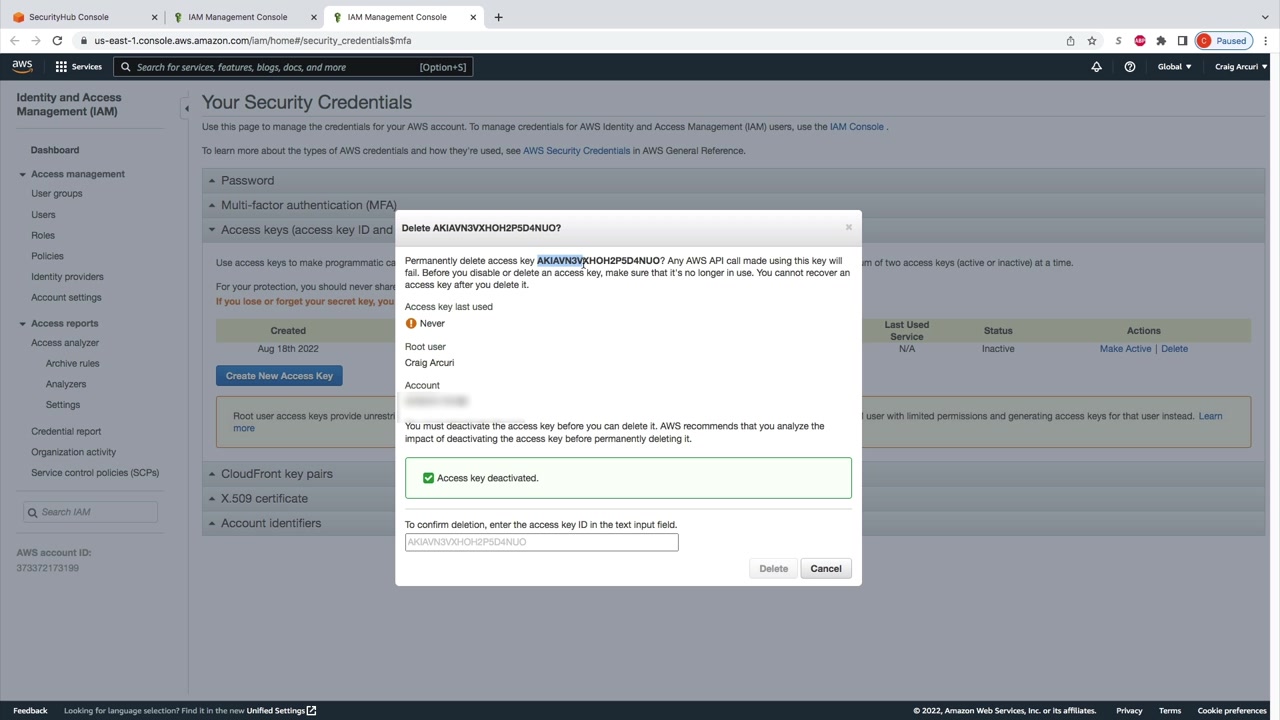 SecurityHub Console
IAM Management Console
IAM Management Console
us-east-1.console.aws.amazon.com/iam/home#/security_credentials$mfa
S
ABP
C Paused
aws
Services
Search for services, features, blogs, docs, and more [Option+S]
Global
Craig Arcuri
Identity and Access
Management (IAM)
Dashboard
Access management
User groups
Users
Roles
Policies
Identity providers
Account settings
Access reports
Access analyzer
Archive rules
Analyzers
Settings
Credential report
Organization activity
Service control policies (SCPs)
Search IAM
AWS account ID:
373372173199
Your Security Credentials
Use this page to manage the credentials for your AWS account. To manage credentials for AWS Identity and Access Management (IAM) users, use the IAM Console .
To learn more about the types of AWS credentials and how they're used, see AWS Security Credentials in AWS General Reference.
Password
Multi-factor authentication (MFA)
Access keys (access key ID and
Use access keys to make programmatic ca
um of two access keys (active or inactive) at a time.
For your protection, you should never share
If you lose or forget your secret key, you
Created
Last Used
Service
Status
Actions
Aug 18th 2022
N/A
Inactive
Make Active | Delete
Create New Access Key
Root user access keys provide unrestri
user with limited permissions and generating access keys for that user instead. Learn
more
CloudFront key pairs
X.509 certificate
Account identifiers
Delete AKIAVN3VXHOH2P5D4NUO?
Permanently delete access key AKIAVN3VXHOH2P5D4NUO? Any AWS API call made using this key will
fail. Before you disable or delete an access key, make sure that it's no longer in use. You cannot recover an
access key after you delete it.
Access key last used
Never
Root user
Craig Arcuri
Account
You must deactivate the access key before you can delete it. AWS recommends that you analyze the
impact of deactivating the access key before permanently deleting it.
Access key deactivated.
To confirm deletion, enter the access key ID in the text input field.
AKIAVN3VXHOH2P5D4NUO
Delete
Cancel
Feedback
Looking for language selection? Find it in the new Unified Settings
© 2022, Amazon Web Services, Inc. or its affiliates.
Privacy
Terms
Cookie preferences